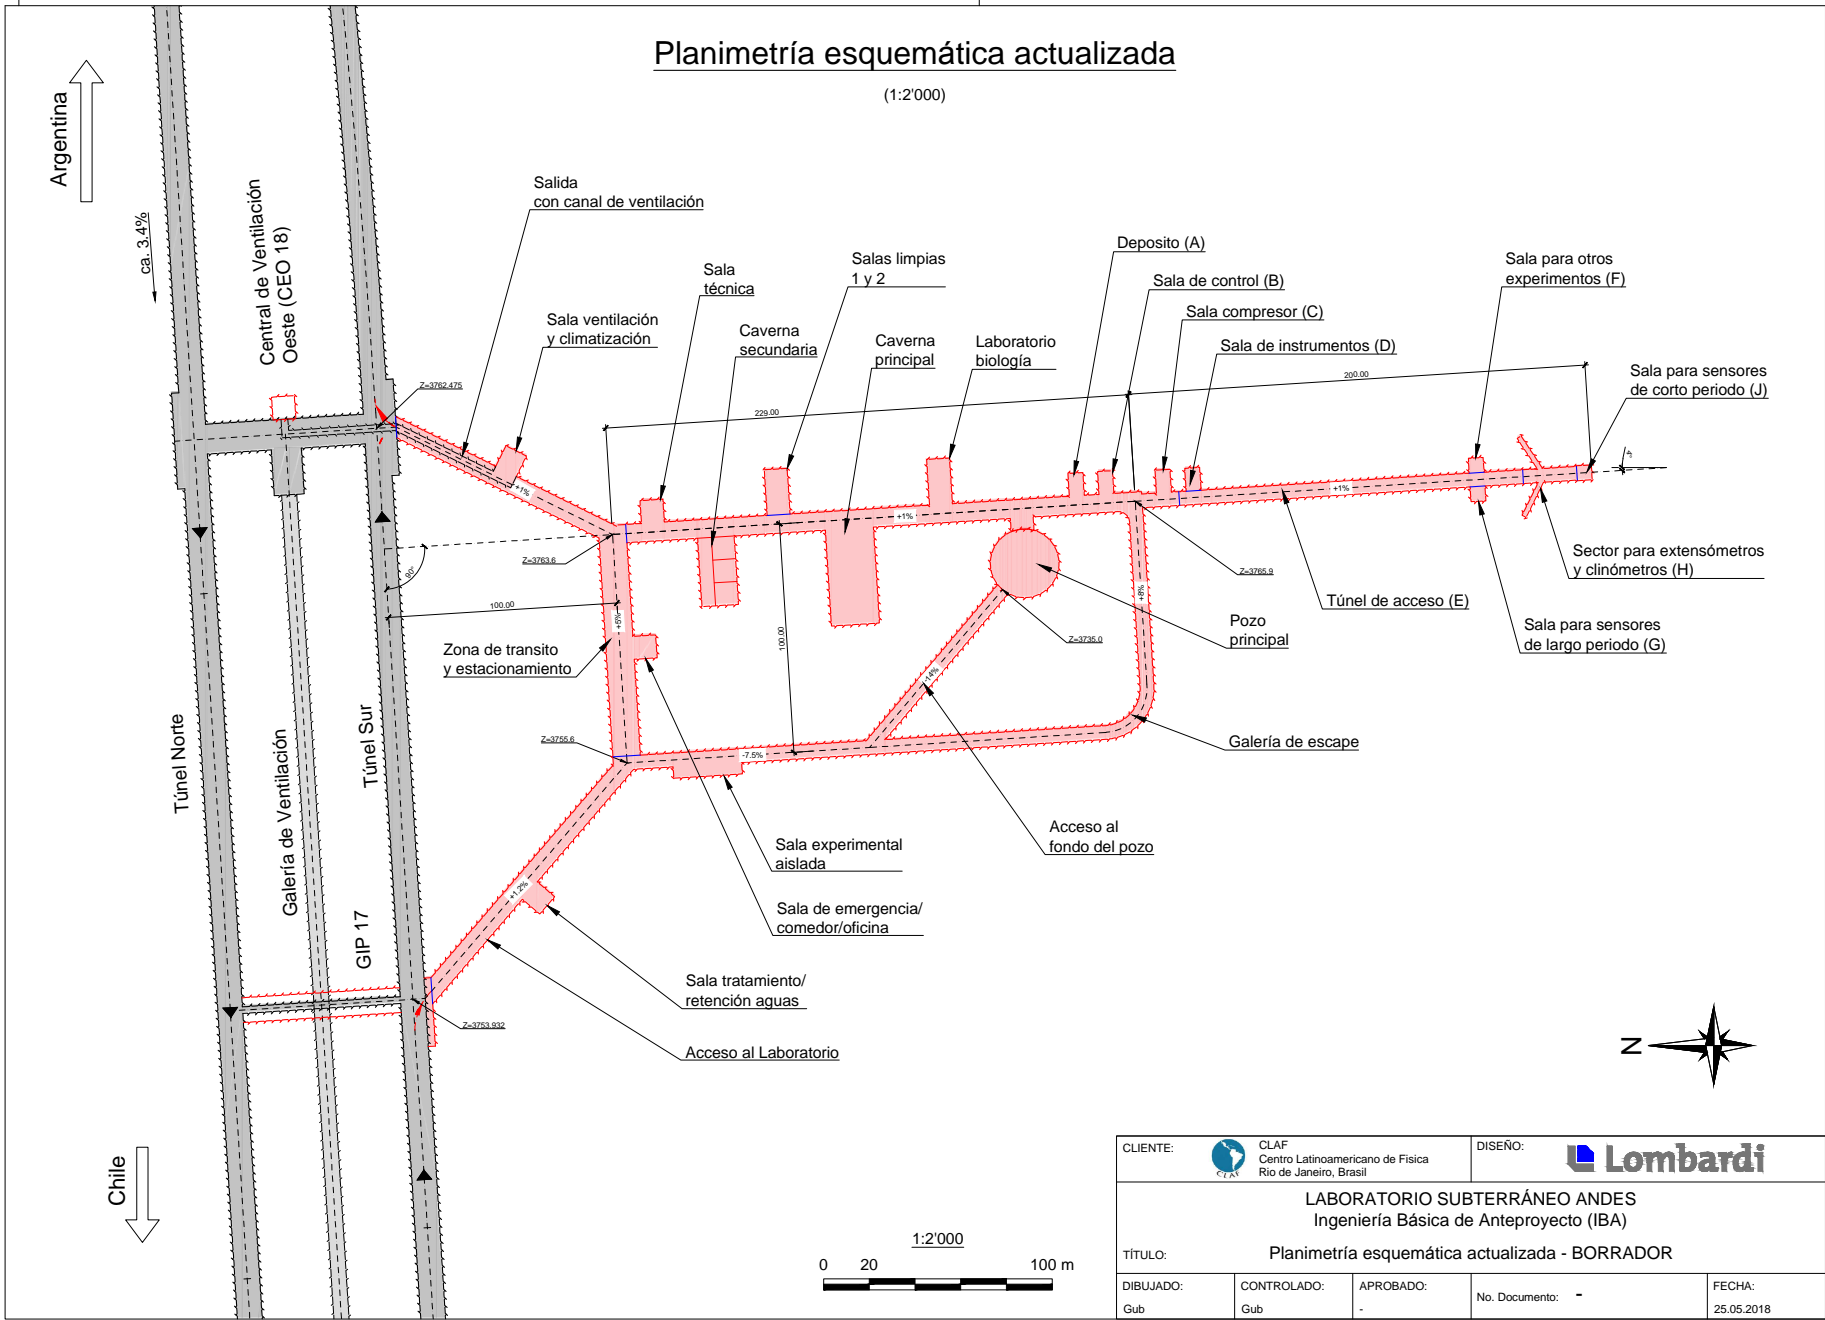 Planimetría esquemática actualizada
(1:2'000)
Argentina
ca. 3.4%
Central de Ventilación
Oeste (CEO 18)
Salida
con canal de ventilación
Sala ventilación
y climatización
Sala
técnica
Caverna
secundaria
Salas limpias
1 y 2
Caverna
principal
Laboratorio
biología
Deposito (A)
Sala de control (B)
Sala compresor (C)
Sala de instrumentos (D)
Sala para otros
experimentos (F)
Sala para sensores
de corto periodo (J)
Z=3762.475
229.00
200.00
4°
+1%
+1%
+1%
Z=3763.6
90°
100.00
+5%
100.00
Z=3735.0
Z=3765.9
+8%
-14%
Sector para extensómetros
y clinómetros (H)
Túnel de acceso (E)
Sala para sensores
de largo periodo (G)
Pozo
principal
Zona de transito
y estacionamiento
Z=3755.6
-7.5%
Galería de escape
Túnel Norte
Galería de Ventilación
Túnel Sur
GIP 17
Acceso al
fondo del pozo
Sala experimental
aislada
Sala de emergencia/
comedor/oficina
+1.2%
Sala tratamiento/
retención aguas
Z=3753.932
Acceso al Laboratorio
N
Chile
1:2'000
0 20 100 m
CLIENTE:
CLAF
CLAF
Centro Latinoamericano de Fisica
Rio de Janeiro, Brasil
DISEÑO:
Lombardi
LABORATORIO SUBTERRÁNEO ANDES
Ingeniería Básica de Anteproyecto (IBA)
TÍTULO: Planimetría esquemática actualizada - BORRADOR
DIBUJADO: CONTROLADO: APROBADO: No. Documento: - FECHA:
Gub Gub - 25.05.2018